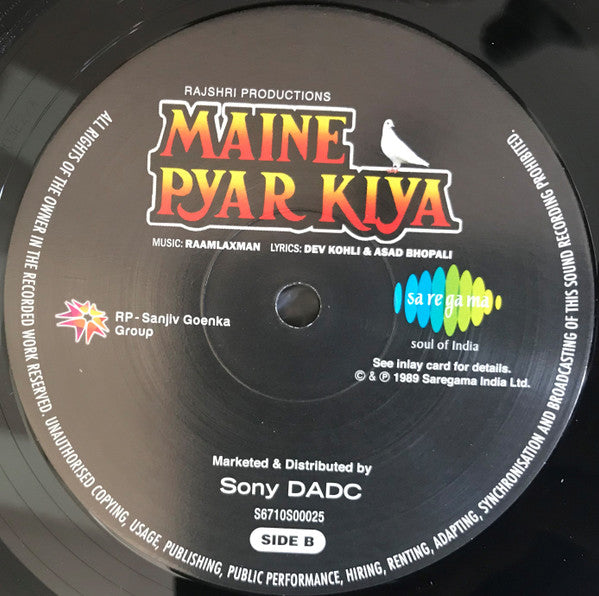 RAJSHRI PRODUCTIONS
MAINE
PYAR KIYA
MUSIC: RAAMLAXMAN LYRICS: DEV KOHLI & ASAD BHOPALI
RP - Sanjiv Goenka
Group
sa re ga ma
soul of India
See inlay card for details.
© & ℗ 1989 Saregama India Ltd.
Marketed & Distributed by
Sony DADC
S6710S00025
SIDE B
ALL RIGHTS OF THE OWNER IN THE RECORDED WORK RESERVED. UNAUTHORISED COPYING, USAGE, PUBLISHING, PUBLIC PERFORMANCE, HIRING, RENTING, ADAPTING, SYNCHRONISATION AND BROADCASTING OF THIS SOUND RECORDING PROHIBITED.